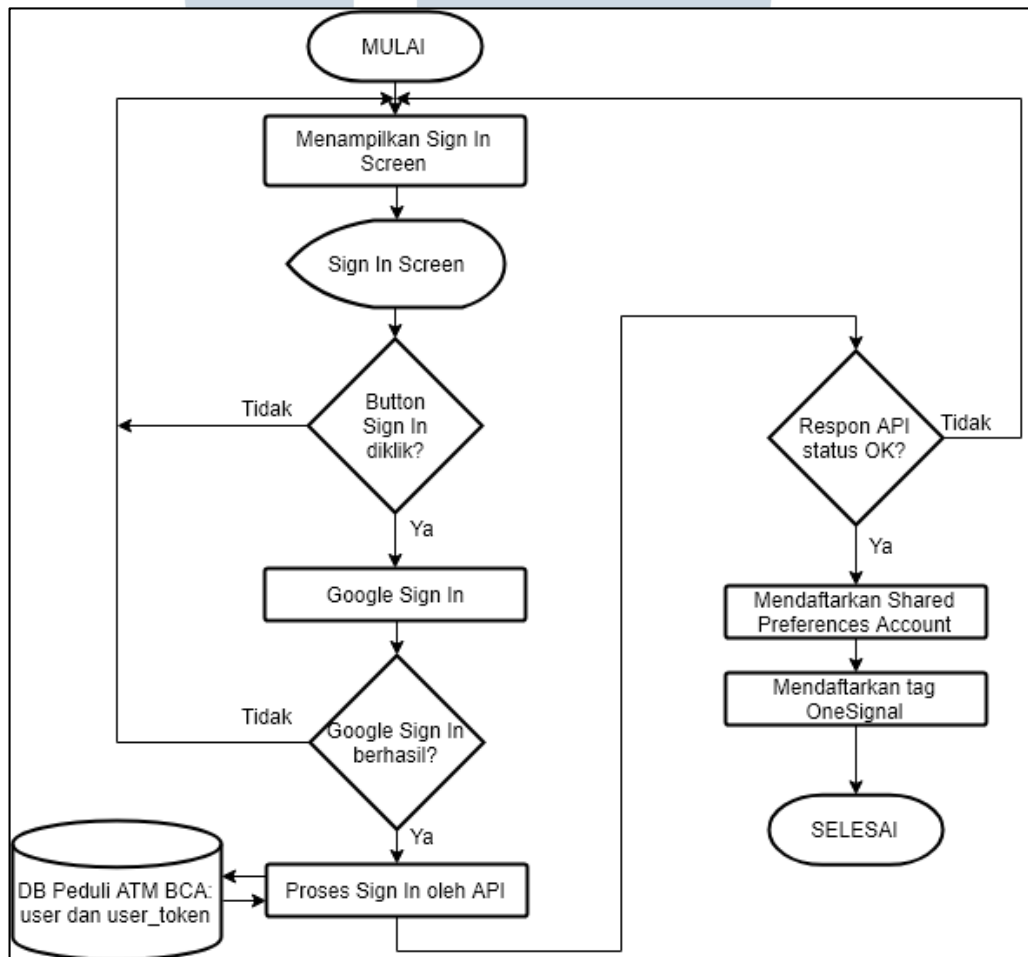 MULAI
Menampilkan Sign In
Screen
Sign In Screen
Button
Sign In
diklik?
Tidak
Ya
Google Sign In
Google Sign In
berhasil?
Tidak
Ya
Proses Sign In oleh API
DB Peduli ATM BCA:
user dan user_token
Respon API
status OK?
Tidak
Ya
Mendaftarkan Shared
Preferences Account
Mendaftarkan tag
OneSignal
SELESAI